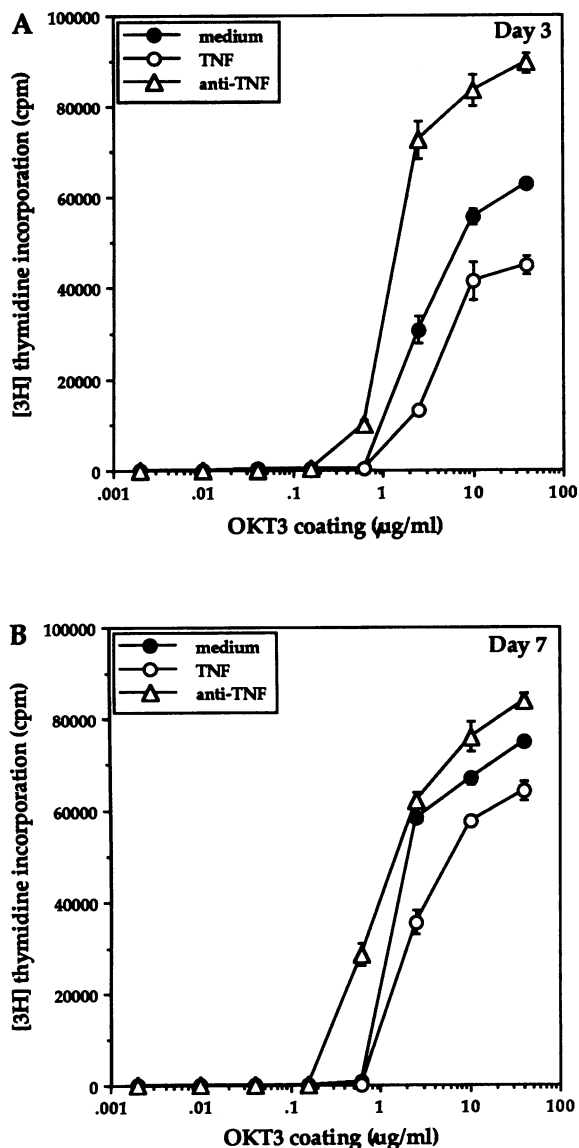 A
100000
medium
TNF
anti-TNF
Day 3
80000
60000
40000
20000
0
[3H] thymidine incorporation (cpm)
.001 .01 .1 1 10 100
OKT3 coating (µg/ml)
B
100000
medium
TNF
anti-TNF
Day 7
80000
60000
40000
20000
0
[3H] thymidine incorporation (cpm)
.001 .01 .1 1 10 100
OKT3 coating (µg/ml)